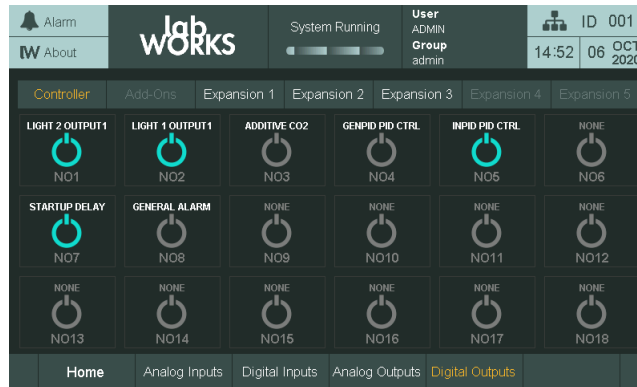 Alarm
lab
WORKS
System Running
User
ADMIN
Group
admin
ID 001
IW About
14:52
06 OCT
2020
Controller
Add-Ons
Expansion 1
Expansion 2
Expansion 3
Expansion 4
Expansion 5
LIGHT 2 OUTPUT1
LIGHT 1 OUTPUT1
ADDITIVE CO2
GENPID PID CTRL
INPID PID CTRL
NONE
NO1
NO2
NO3
NO4
NO5
NO6
STARTUP DELAY
GENERAL ALARM
NONE
NONE
NONE
NONE
NO7
NO8
NO9
NO10
NO11
NO12
NONE
NONE
NONE
NONE
NONE
NONE
NO13
NO14
NO15
NO16
NO17
NO18
Home
Analog Inputs
Digital Inputs
Analog Outputs
Digital Outputs